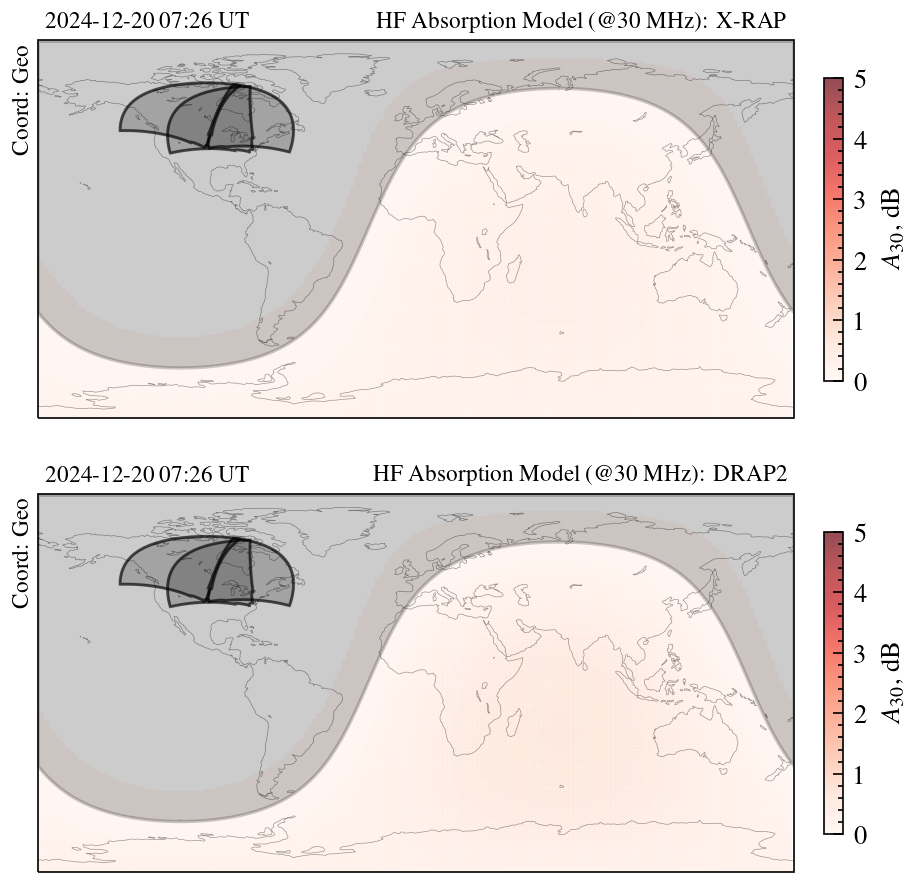 2024-12-20 07:26 UT HF Absorption Model (@30 MHz): X-RAP
Coord: Geo
5
4
3
2
1
0
A30, dB
2024-12-20 07:26 UT HF Absorption Model (@30 MHz): DRAP2
Coord: Geo
5
4
3
2
1
0
A30, dB